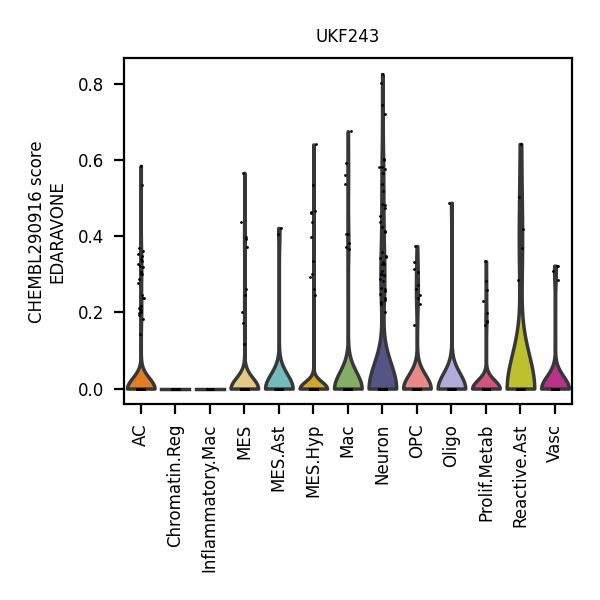 UKF243
CHEMBL290916 score
EDARAVONE
0.8
0.6
0.4
0.2
0.0
AC
Chromatin.Reg
Inflammatory.Mac
MES
MES.Ast
MES.Hyp
Mac
Neuron
OPC
Oligo
Prolif.Metab
Reactive.Ast
Vasc